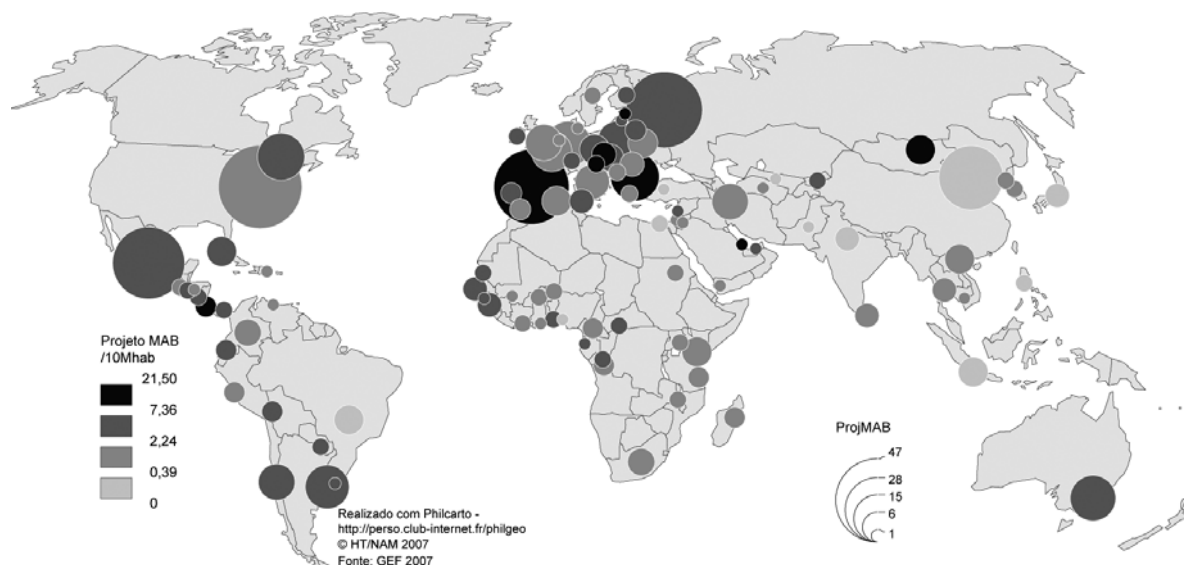 Projeto MAB
/10Mhab
21,50
7,36
2,24
0,39
0
Realizado com Philcarto -
http://perso.club-internet.fr/philgeo
© HT/NAM 2007
Fonte: GEF 2007
ProjMAB
47
28
15
6
1